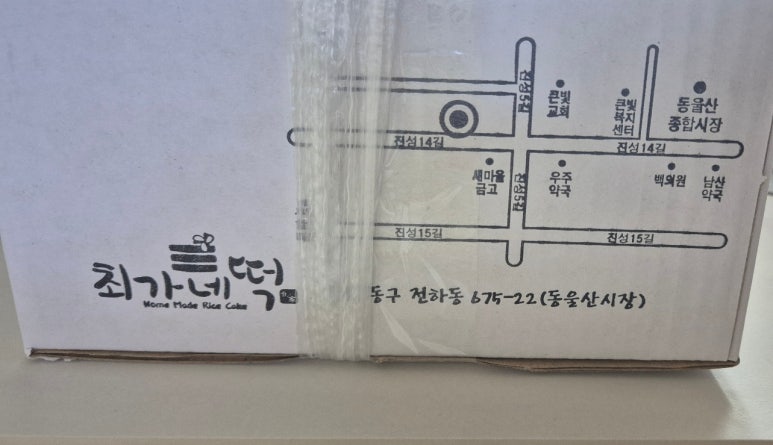 진성5길
큰빛
교회
큰빛
복지
센터
동울산
종합시장
진성14길
진성14길
새마을
금고
진성5길
우주
약국
백의원
남산
약국
진성15길
진성15길
최가네떡
Home Made Rice Cake
동구 전하동 675-22(동울산시장)